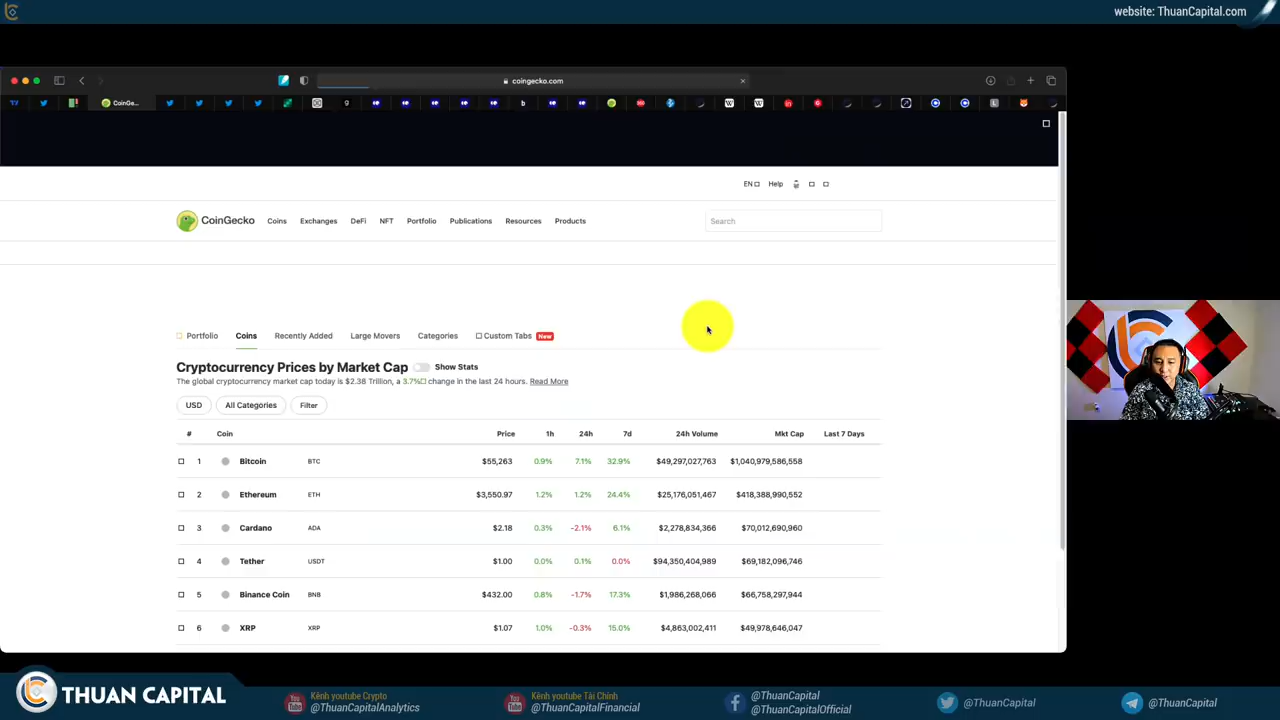 website: ThuanCapital.com
coingecko.com
CoinGe...
EN Help
CoinGecko Coins Exchanges DeFi NFT Portfolio Publications Resources Products Search
Portfolio Coins Recently Added Large Movers Categories Custom Tabs New
Cryptocurrency Prices by Market Cap Show Stats
The global cryptocurrency market cap today is $2.38 Trillion, a 3.7% change in the last 24 hours. Read More
USD All Categories Filter
# Coin Price 1h 24h 7d 24h Volume Mkt Cap Last 7 Days
1 Bitcoin BTC $55,263 0.9% 7.1% 32.9% $49,297,027,763 $1,040,979,586,558
2 Ethereum ETH $3,550.97 1.2% 1.2% 24.4% $25,176,051,467 $418,388,990,552
3 Cardano ADA $2.18 0.3% -2.1% 6.1% $2,278,834,366 $70,012,690,960
4 Tether USDT $1.00 0.0% 0.1% 0.0% $94,350,404,989 $69,182,096,746
5 Binance Coin BNB $432.00 0.8% -1.7% 17.3% $1,986,268,066 $66,758,297,944
6 XRP XRP $1.07 1.0% -0.3% 15.0% $4,863,002,411 $49,978,646,047
THUAN CAPITAL
Kênh youtube Crypto
@ThuanCapitalAnalytics
Kênh youtube Tài Chính
@ThuanCapitalFinancial
@ThuanCapital
@ThuanCapitalOfficial
@ThuanCapital
@ThuanCapital